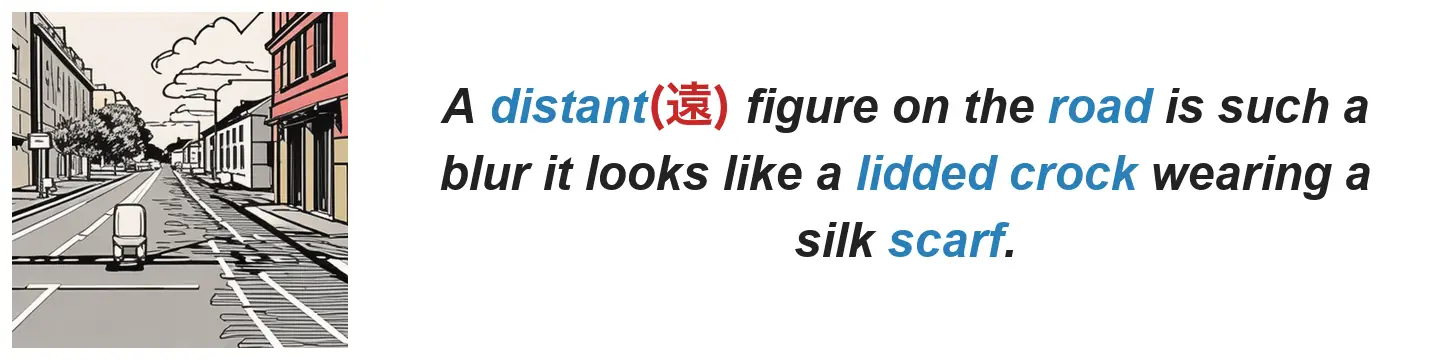 A distant(遠) figure on the road is such a
blur it looks like a lidded crock wearing a
silk scarf.